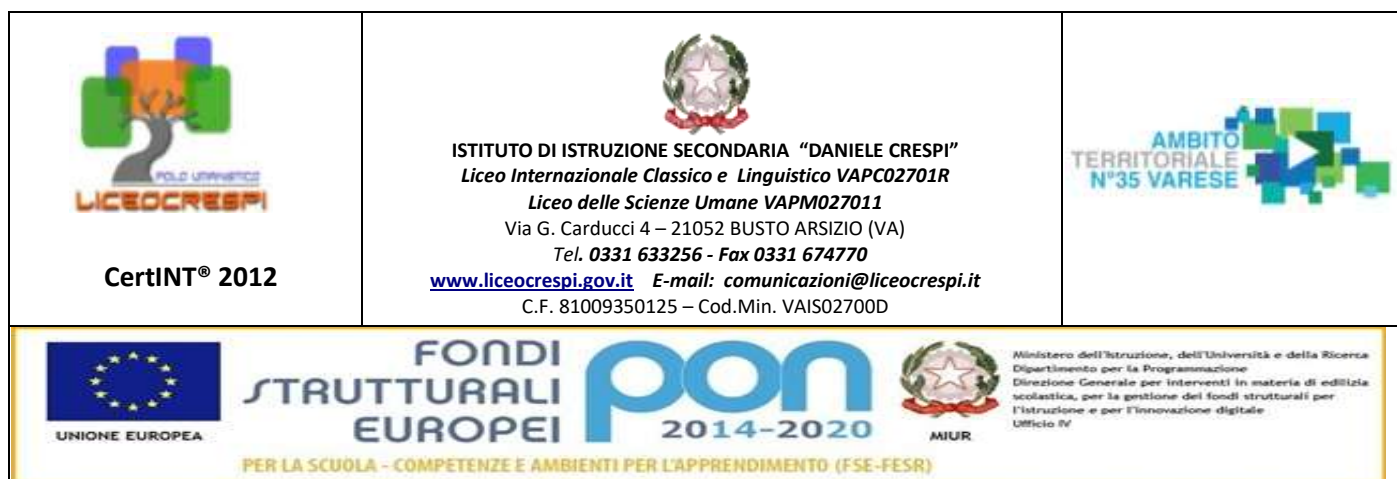 POLO UMANISTICO
LICEOCRESPI
CertINT® 2012
ISTITUTO DI ISTRUZIONE SECONDARIA “DANIELE CRESPI”
Liceo Internazionale Classico e Linguistico VAPC02701R
Liceo delle Scienze Umane VAPM027011
Via G. Carducci 4 – 21052 BUSTO ARSIZIO (VA)
Tel. 0331 633256 - Fax 0331 674770
www.liceocrespi.gov.it E-mail: comunicazioni@liceocrespi.it
C.F. 81009350125 – Cod.Min. VAIS02700D
AMBITO
TERRITORIALE
N°35 VARESE
UNIONE EUROPEA
FONDI
STRUTTURALI
EUROPEI
pon
2014-2020
MIUR
Ministero dell'Istruzione, dell'Università e della Ricerca
Dipartimento per la Programmazione
Direzione Generale per interventi in materia di edilizia
scolastica, per la gestione dei fondi strutturali per
l'istruzione e per l'innovazione digitale
Ufficio IV
PER LA SCUOLA - COMPETENZE E AMBIENTI PER L'APPRENDIMENTO (FSE-FESR)